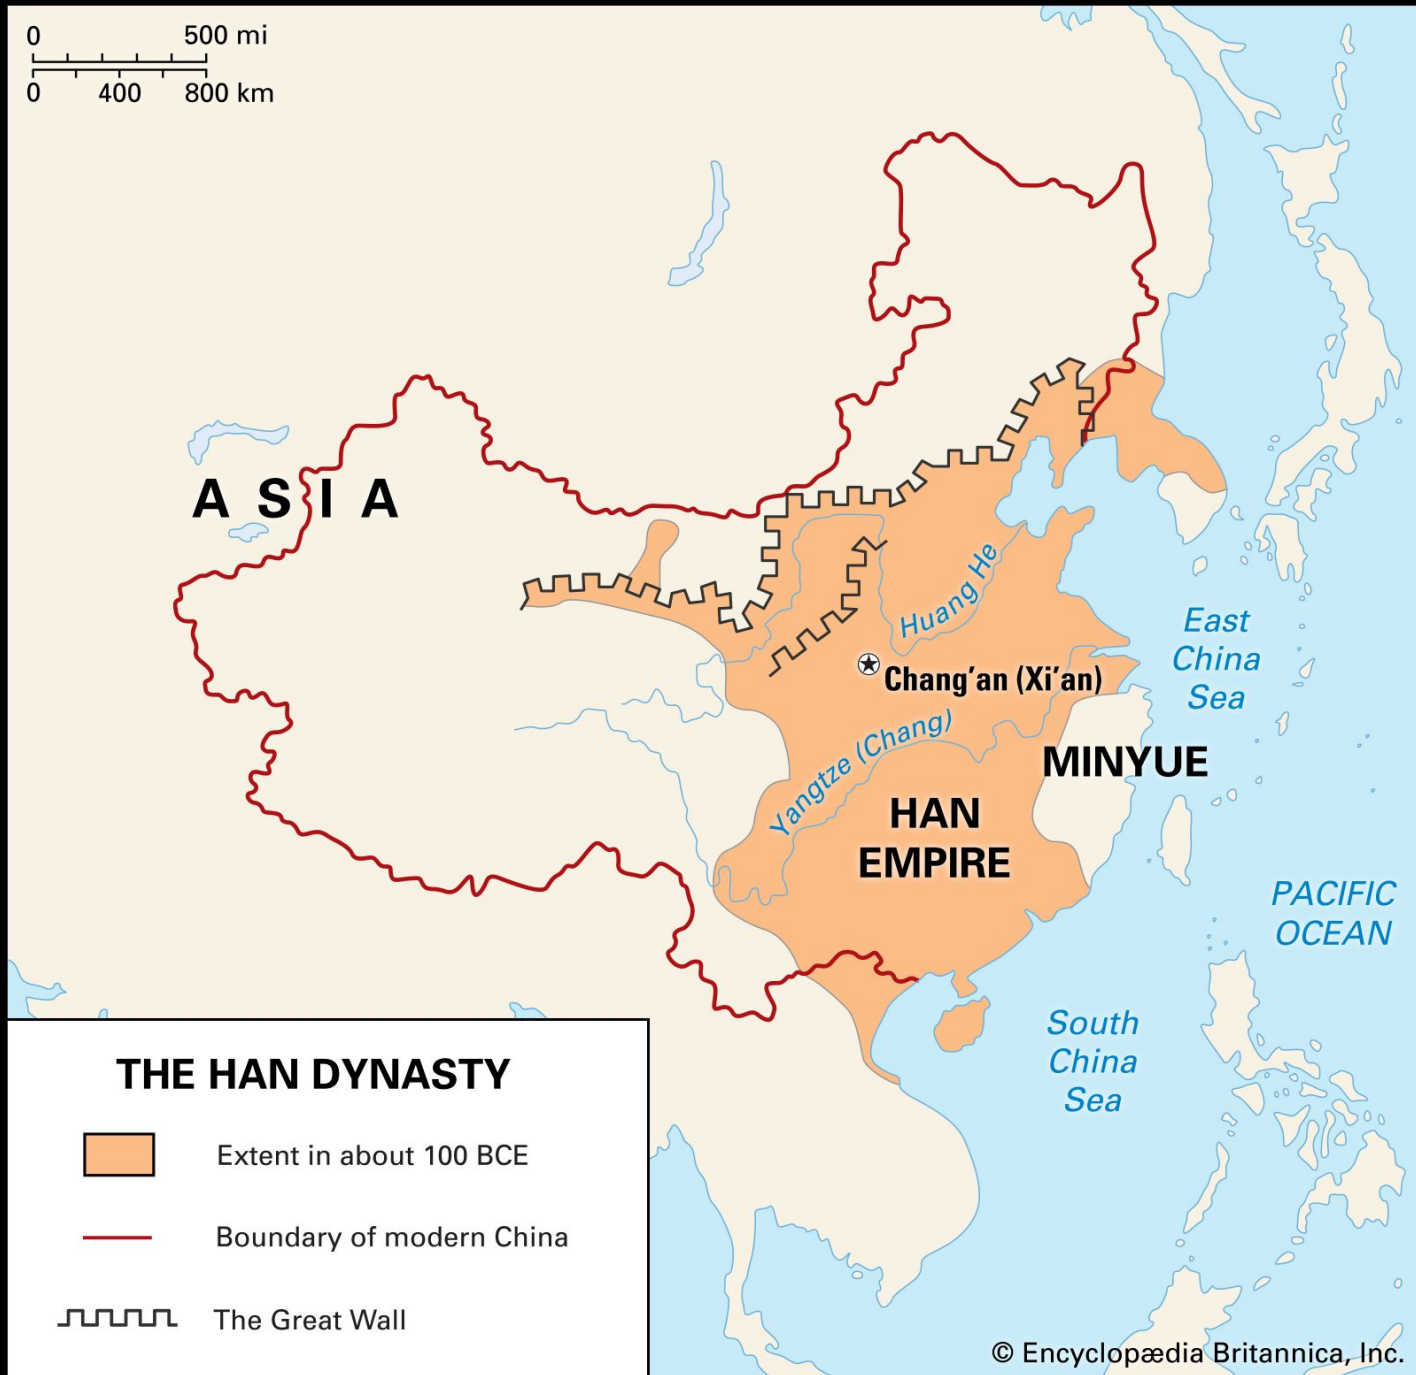 0 500 mi
0 400 800 km
ASIA
Huang He
Chang’an (Xi’an)
East
China
Sea
Yangtze (Chang)
MINYUE
HAN
EMPIRE
PACIFIC
OCEAN
South
China
Sea
THE HAN DYNASTY
Extent in about 100 BCE
Boundary of modern China
The Great Wall
© Encyclopædia Britannica, Inc.